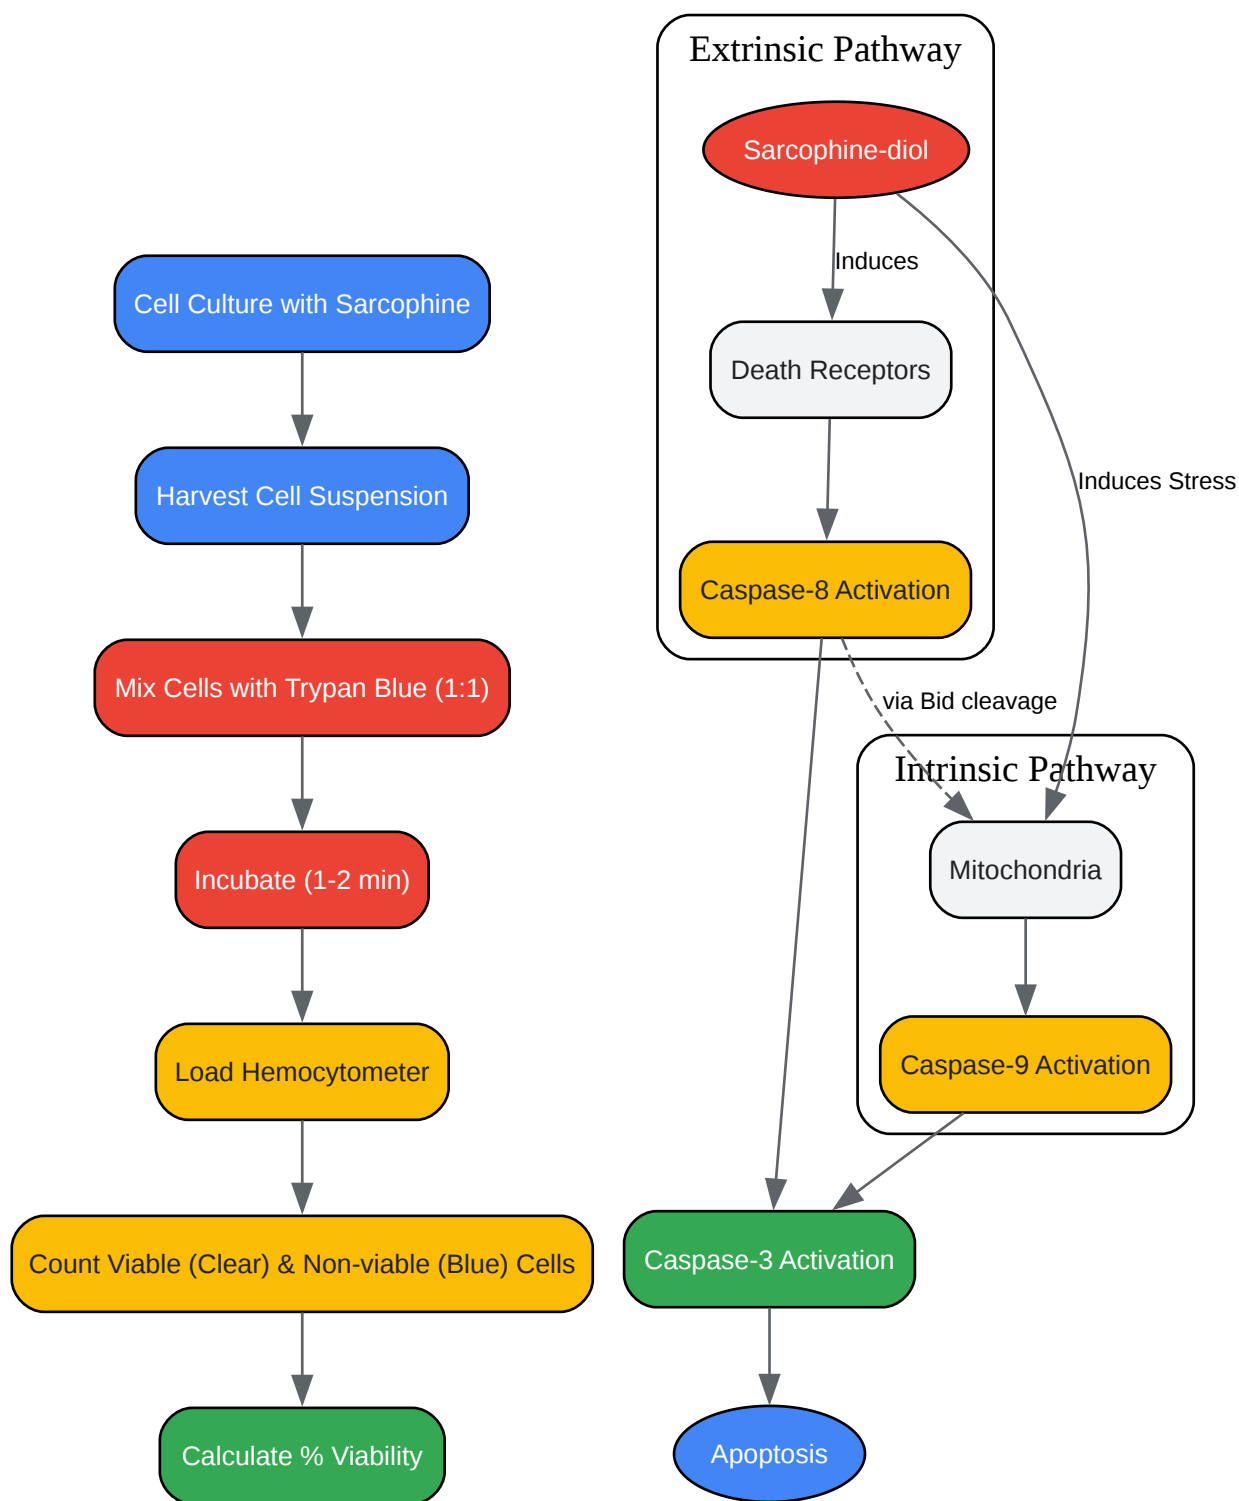 Cell Culture with Sarcophine
Harvest Cell Suspension
Mix Cells with Trypan Blue (1:1)
Incubate (1-2 min)
Load Hemocytometer
Count Viable (Clear) & Non-viable (Blue) Cells
Calculate % Viability
Extrinsic Pathway
Sarcophine-diol
Induces
Death Receptors
Induces Stress
Caspase-8 Activation
via Bid cleavage
Intrinsic Pathway
Mitochondria
Caspase-9 Activation
Caspase-3 Activation
Apoptosis